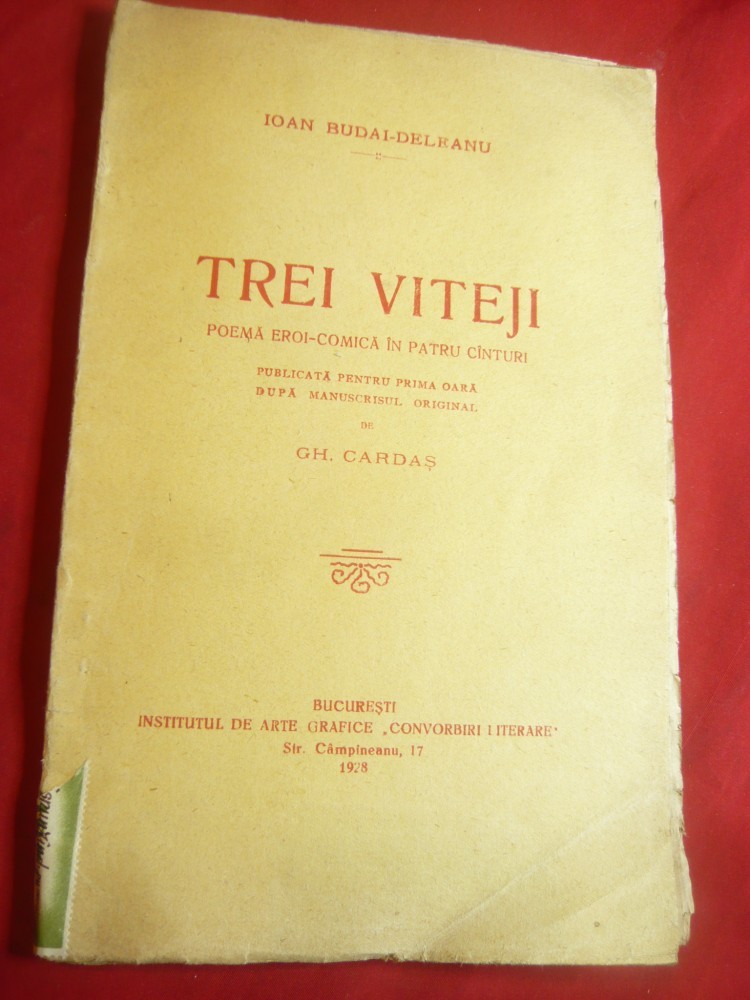 IOAN BUDAI-DELEANU
TREI VITEJI
POEMĂ EROI-COMICĂ ÎN PATRU CÎNTURI
PUBLICATĂ PENTRU PRIMA OARĂ
DUPĂ MANUSCRISUL ORIGINAL
DE
GH. CARDAȘ
BUCUREȘTI
INSTITUTUL DE ARTE GRAFICE „CONVORBIRI LITERARE"
Str. Câmpineanu, 17
1928